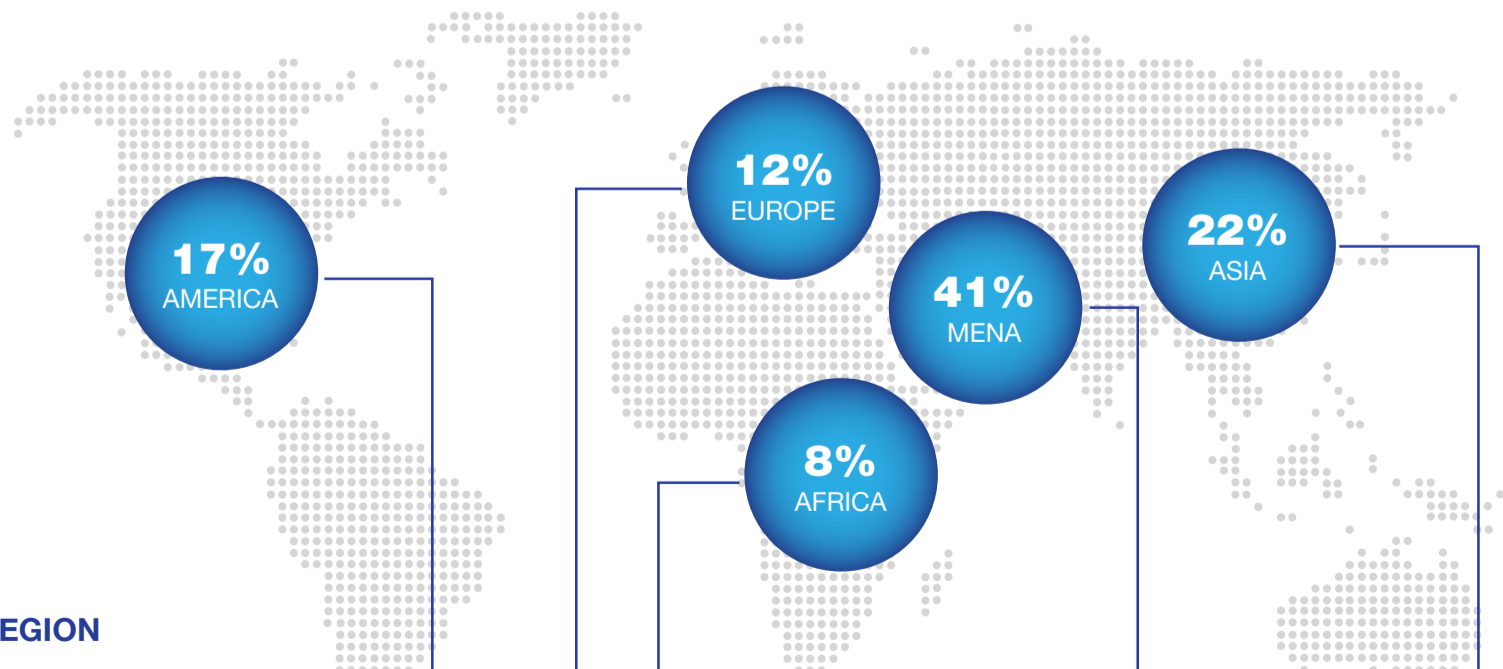 12%
EUROPE
22%
ASIA
17%
AMERICA
41%
MENA
8%
AFRICA
EGION